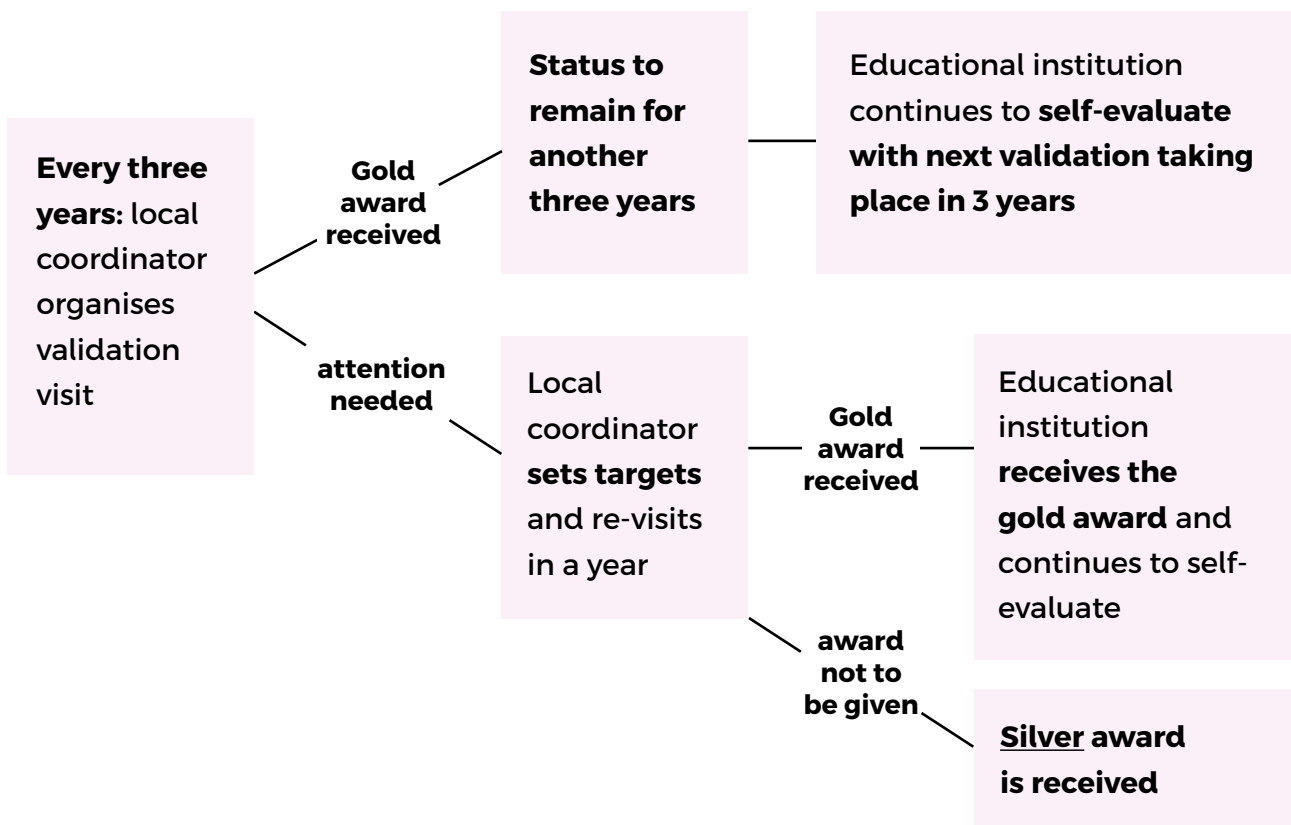 Every three
years: local
coordinator
organises
validation
visit
Gold
award
received
Status to
remain for
another
three years
Educational institution
continues to self-evaluate
with next validation taking
place in 3 years
attention
needed
Local
coordinator
sets targets
and re-visits
in a year
Gold
award
received
Educational
institution
receives the
gold award and
continues to self-
evaluate
award
not to
be given
Silver award
is received